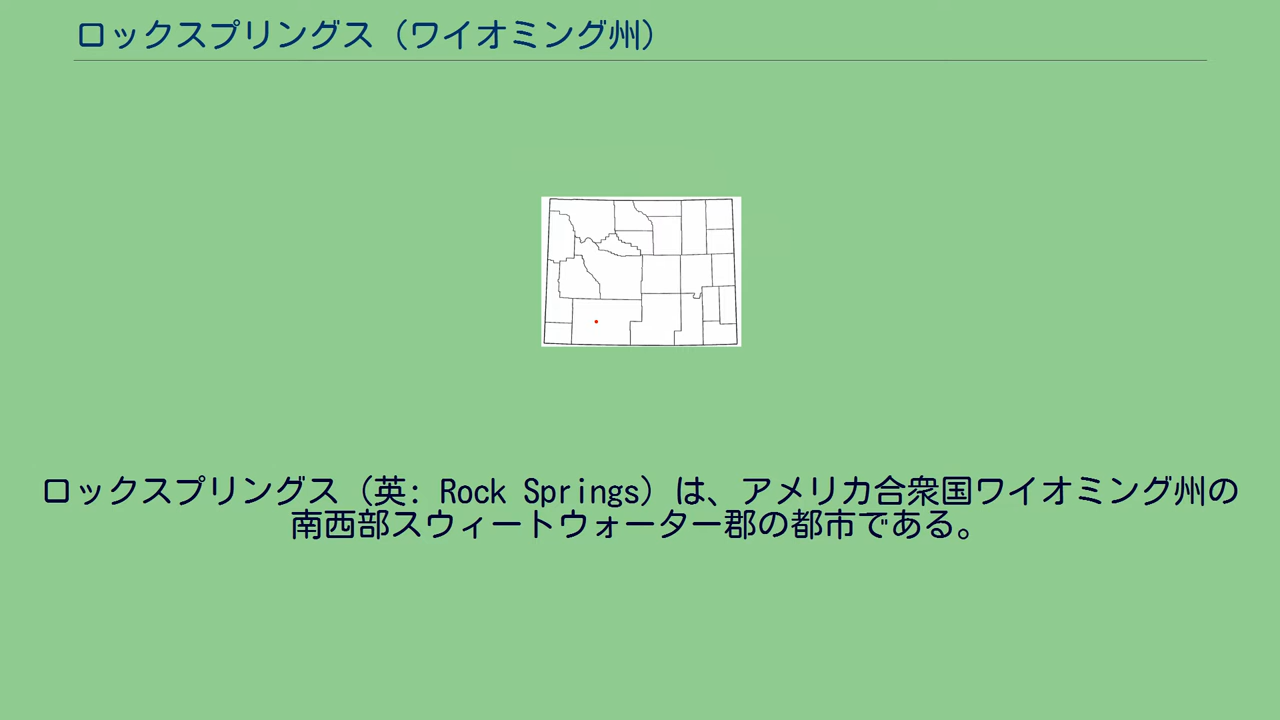 ロックスプリングス（ワイオミング州）
ロックスプリングス（英: Rock Springs）は、アメリカ合衆国ワイオミング州の
南西部スウィートウォーター郡の都市である。